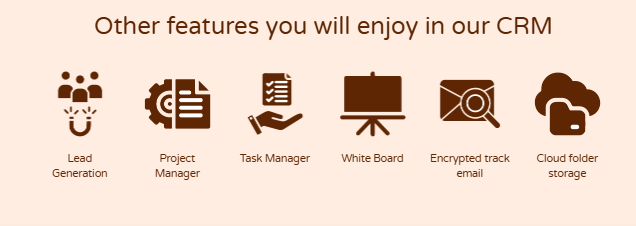 Other features you will enjoy in our CRM
Lead
Generation
Project
Manager
Task Manager
White Board
Encrypted track
email
Cloud folder
storage